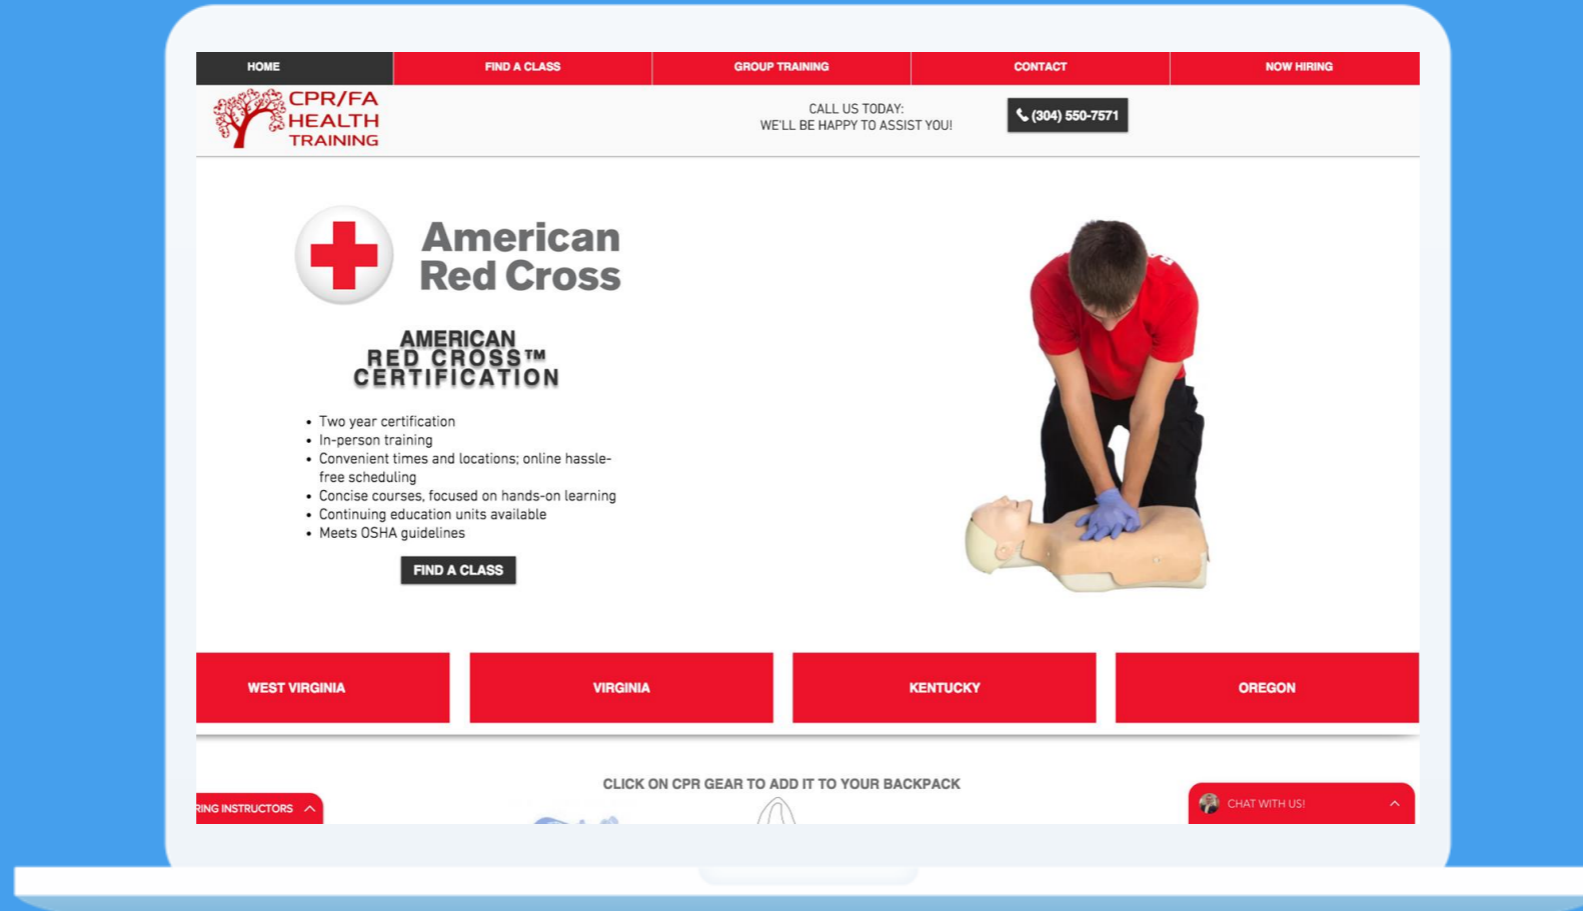 HOME
FIND A CLASS
GROUP TRAINING
CONTACT
NOW HIRING
CPR/FA
HEALTH
TRAINING
CALL US TODAY:
WE'LL BE HAPPY TO ASSIST YOU!
(304) 550-7571
American
Red Cross
AMERICAN
RED CROSS™
CERTIFICATION
• Two year certification
• In-person training
• Convenient times and locations; online hassle-
free scheduling
• Concise courses, focused on hands-on learning
• Continuing education units available
• Meets OSHA guidelines
FIND A CLASS
WEST VIRGINIA
VIRGINIA
KENTUCKY
OREGON
CLICK ON CPR GEAR TO ADD IT TO YOUR BACKPACK
INSTRUCTORS
CHAT WITH US!